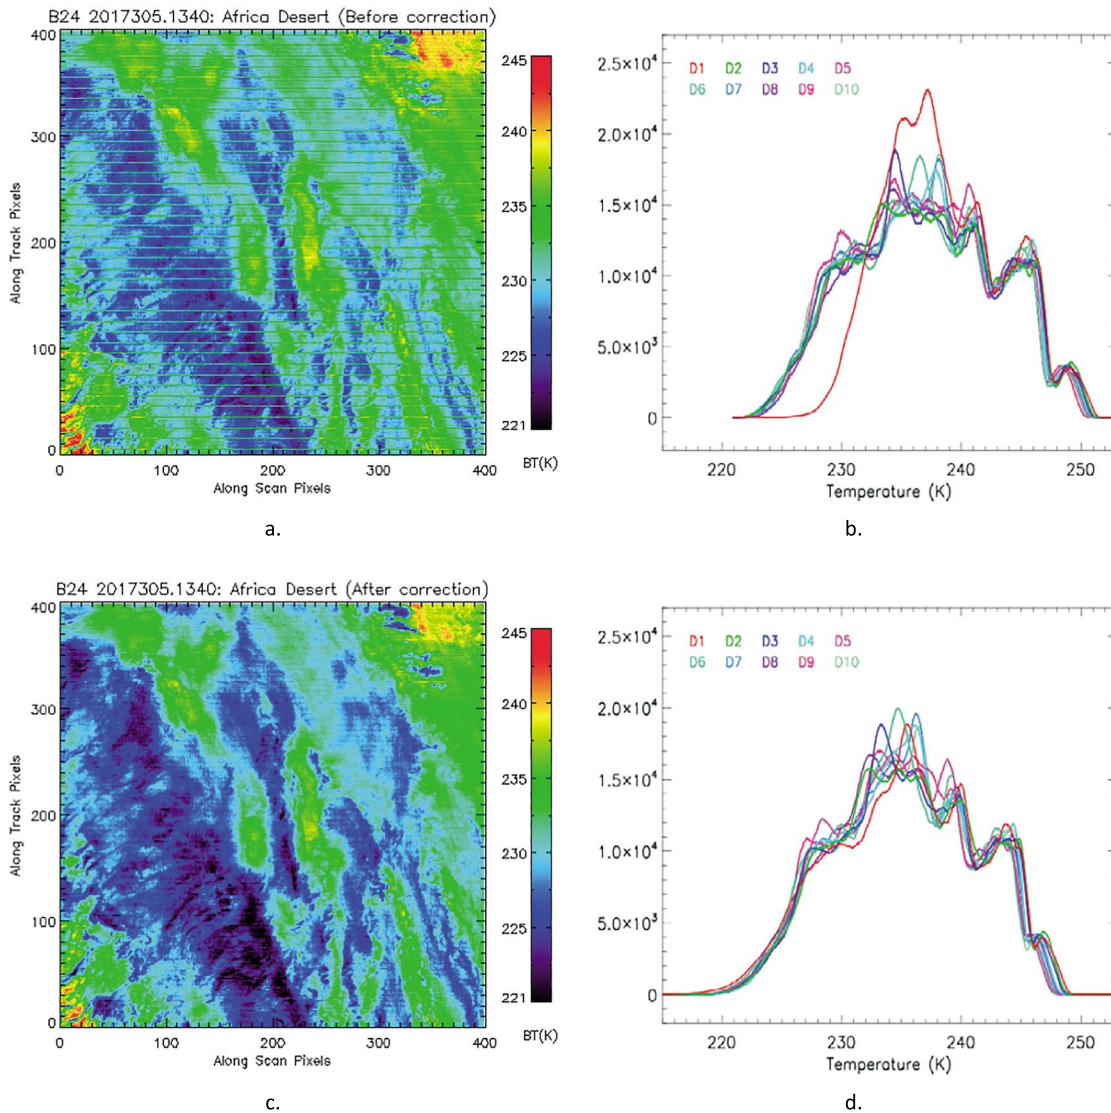 B24 2017305.1340: Africa Desert (Before correction)
400
300
200
100
0
Along Track Pixels
0 100 200 300 400
Along Scan Pixels
245
240
235
230
225
221
BT(K)
a.
2.5×10⁴
2.0×10⁴
1.5×10⁴
1.0×10⁴
5.0×10³
0
D1 D2 D3 D4 D5
D6 D7 D8 D9 D10
220 230 240 250
Temperature (K)
b.
B24 2017305.1340: Africa Desert (After correction)
400
300
200
100
0
Along Track Pixels
0 100 200 300 400
Along Scan Pixels
245
240
235
230
225
221
BT(K)
c.
2.5×10⁴
2.0×10⁴
1.5×10⁴
1.0×10⁴
5.0×10³
0
D1 D2 D3 D4 D5
D6 D7 D8 D9 D10
220 230 240 250
Temperature (K)
d.